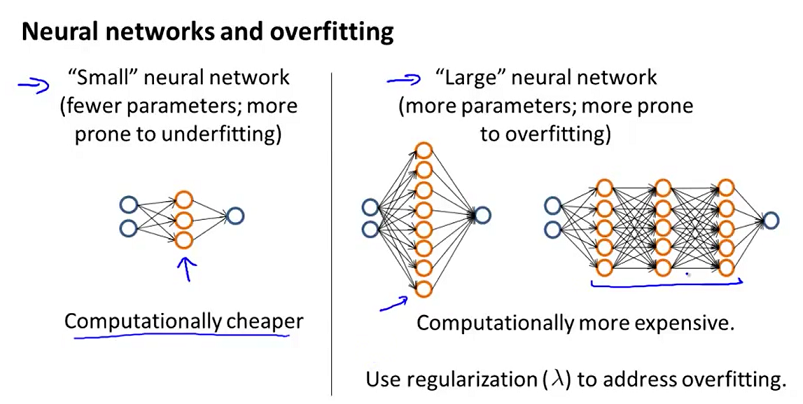 Neural networks and overfitting
“Small” neural network
(fewer parameters; more
prone to underfitting)
Computationally cheaper
“Large” neural network
(more parameters; more prone
to overfitting)
Computationally more expensive.
Use regularization (λ) to address overfitting.